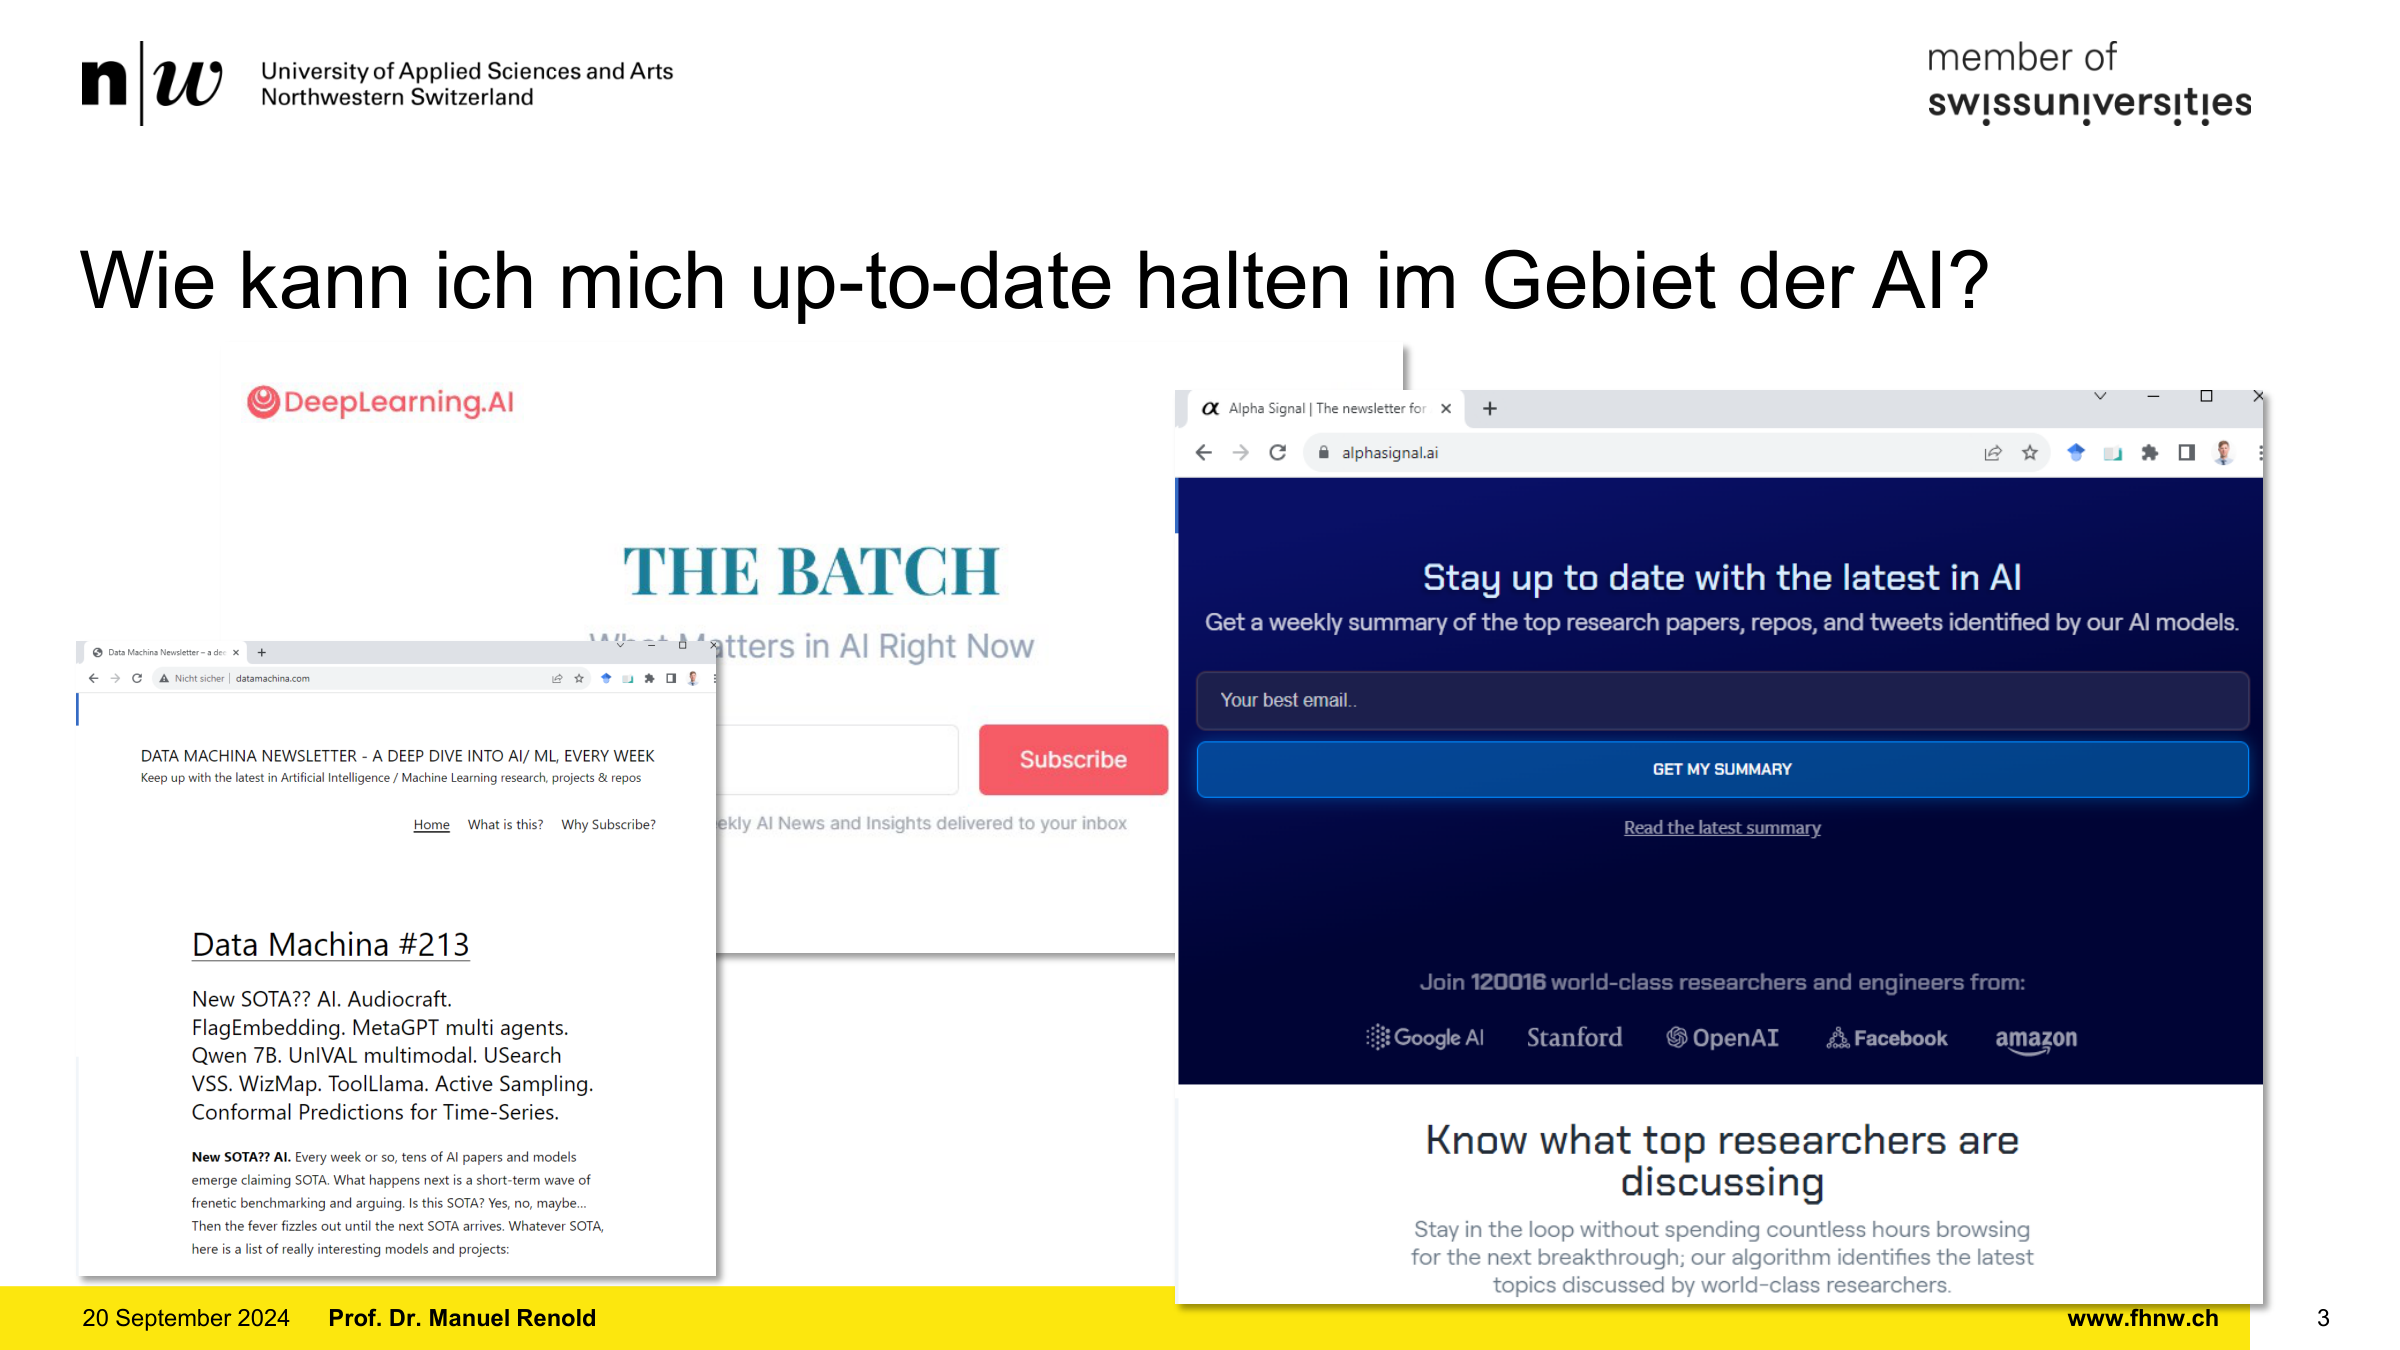 n|w University of Applied Sciences and Arts
Northwestern Switzerland
member of
swissuniversities
Wie kann ich mich up-to-date halten im Gebiet der AI?
DeepLearning.AI
THE BATCH
What Matters in AI Right Now
Subscribe
AI News and Insights delivered to your inbox
Data Machina Newsletter – a dee
Nicht sicher | datamachina.com
DATA MACHINA NEWSLETTER - A DEEP DIVE INTO AI/ ML, EVERY WEEK
Keep up with the latest in Artificial Intelligence / Machine Learning research, projects & repos
Home What is this? Why Subscribe?
Data Machina #213
New SOTA?? AI. Audiocraft.
FlagEmbedding. MetaGPT multi agents.
Qwen 7B. UnIVAL multimodal. USearch
VSS. WizMap. ToolLlama. Active Sampling.
Conformal Predictions for Time-Series.
New SOTA?? AI. Every week or so, tens of AI papers and models
emerge claiming SOTA. What happens next is a short-term wave of
frenetic benchmarking and arguing. Is this SOTA? Yes, no, maybe...
Then the fever fizzles out until the next SOTA arrives. Whatever SOTA,
here is a list of really interesting models and projects:
Alpha Signal | The newsletter for
alphasignal.ai
Stay up to date with the latest in AI
Get a weekly summary of the top research papers, repos, and tweets identified by our AI models.
Your best email..
GET MY SUMMARY
Read the latest summary
Join 120016 world-class researchers and engineers from:
Google AI Stanford OpenAI Facebook amazon
Know what top researchers are
discussing
Stay in the loop without spending countless hours browsing
for the next breakthrough; our algorithm identifies the latest
topics discussed by world-class researchers.
20 September 2024 Prof. Dr. Manuel Renold www.fhnw.ch 3